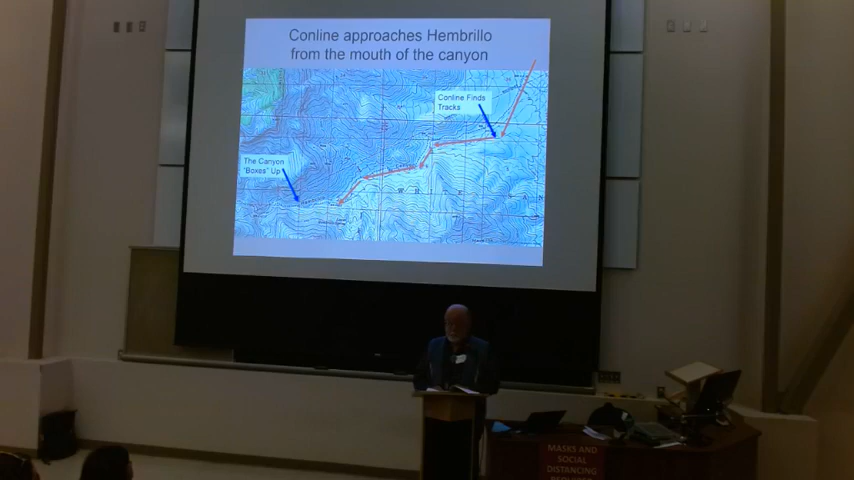 Conline approaches Hembrillo
from the mouth of the canyon
Conline Finds
Tracks
The Canyon
"Boxes" Up
MASKS AND
SOCIAL
DISTANCING
REQUIRED